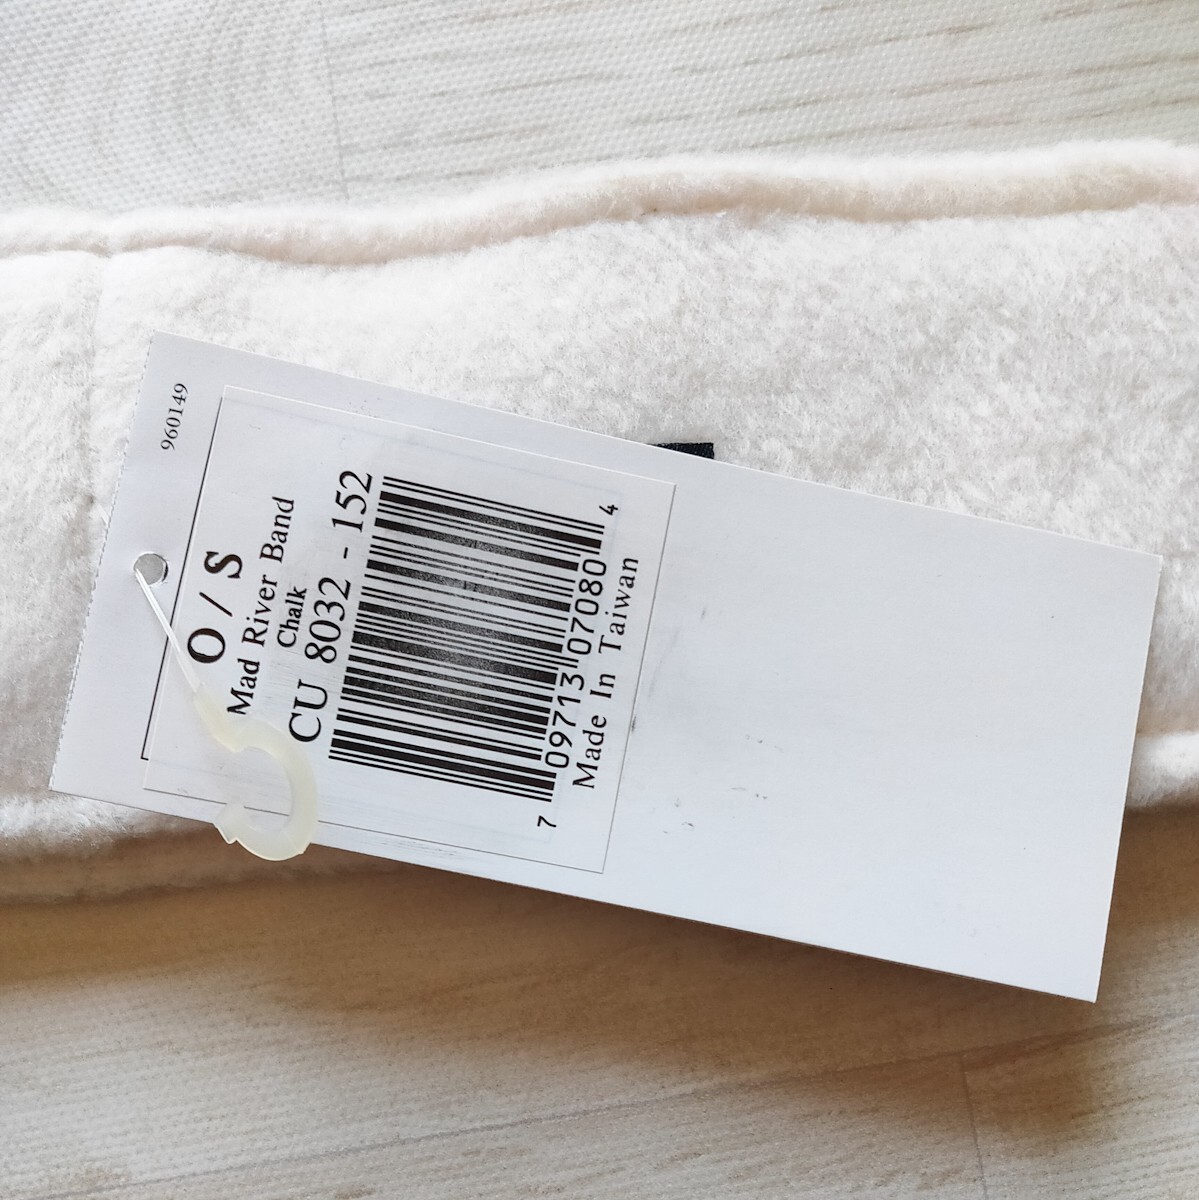 960149
O / S
Mad River Band
Chalk
CU 8032 - 152
7 09713 07080 4
Made In Taiwan